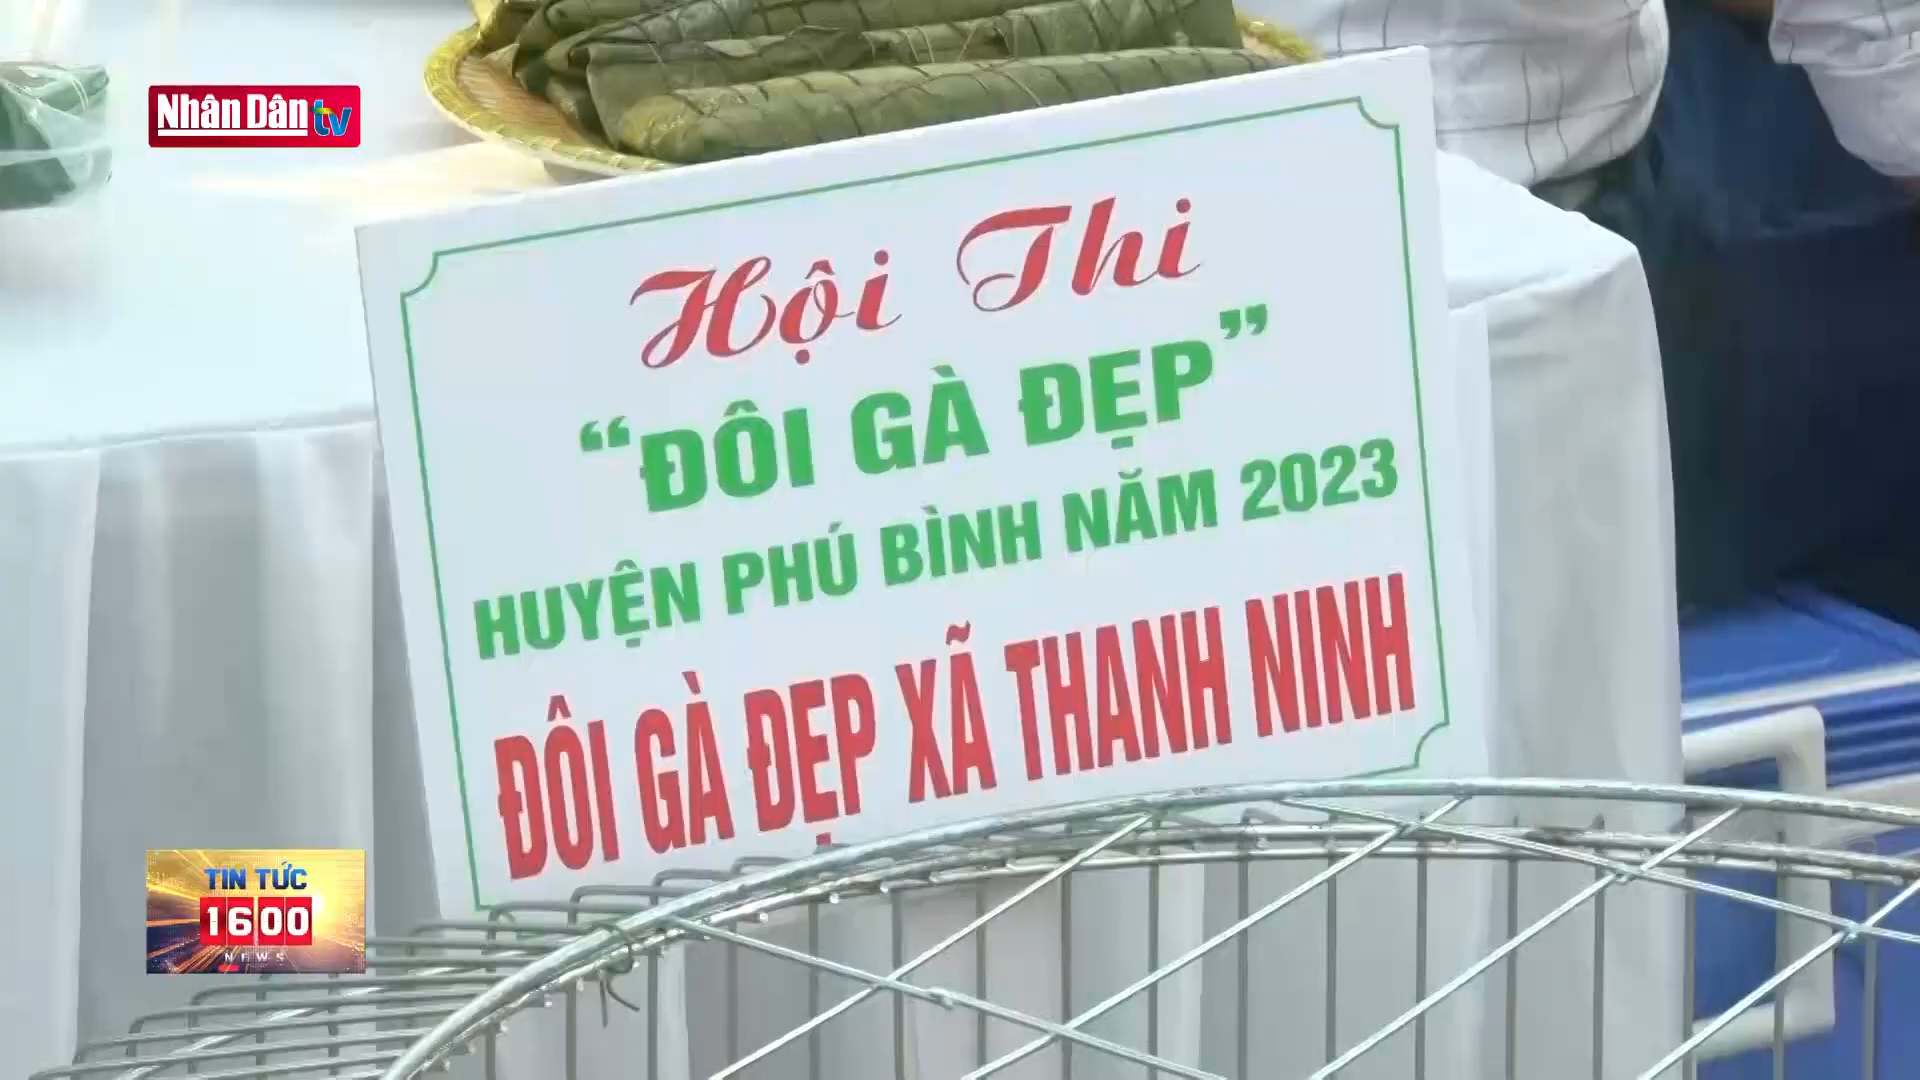 Nhân Dân tv
Hội Thi
“ĐÔI GÀ ĐẸP”
HUYỆN PHÚ BÌNH NĂM 2023
ĐÔI GÀ ĐẸP XÃ THANH NINH
TIN TỨC
1600
NEWS